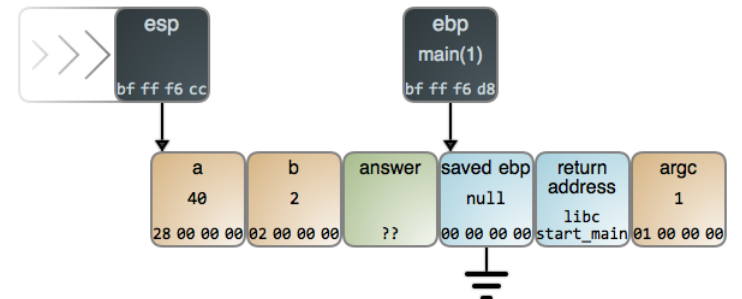 esp
bf ff f6 cc
ebp
main(1)
bf ff f6 d8
a
40
28 00 00 00
b
2
02 00 00 00
answer
??
saved ebp
null
00 00 00 00
return
address
libc
start_main
argc
1
01 00 00 00